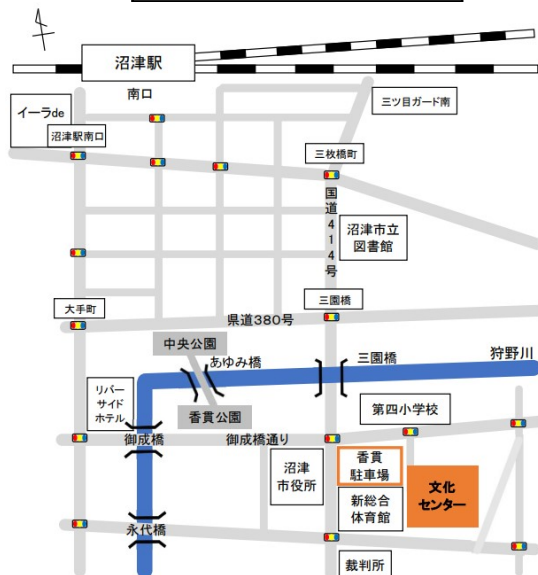 沼津駅
南口
イーラde
沼津駅南口
三ツ目ガード南
三枚橋町
国道414号
沼津市立
図書館
大手町
三園橋
県道380号
中央公園
あゆみ橋
三園橋
狩野川
リバー
サイド
ホテル
香貫公園
第四小学校
御成橋
御成橋通り
沼津
市役所
香貫
駐車場
新総合
体育館
文化
センター
永代橋
裁判所